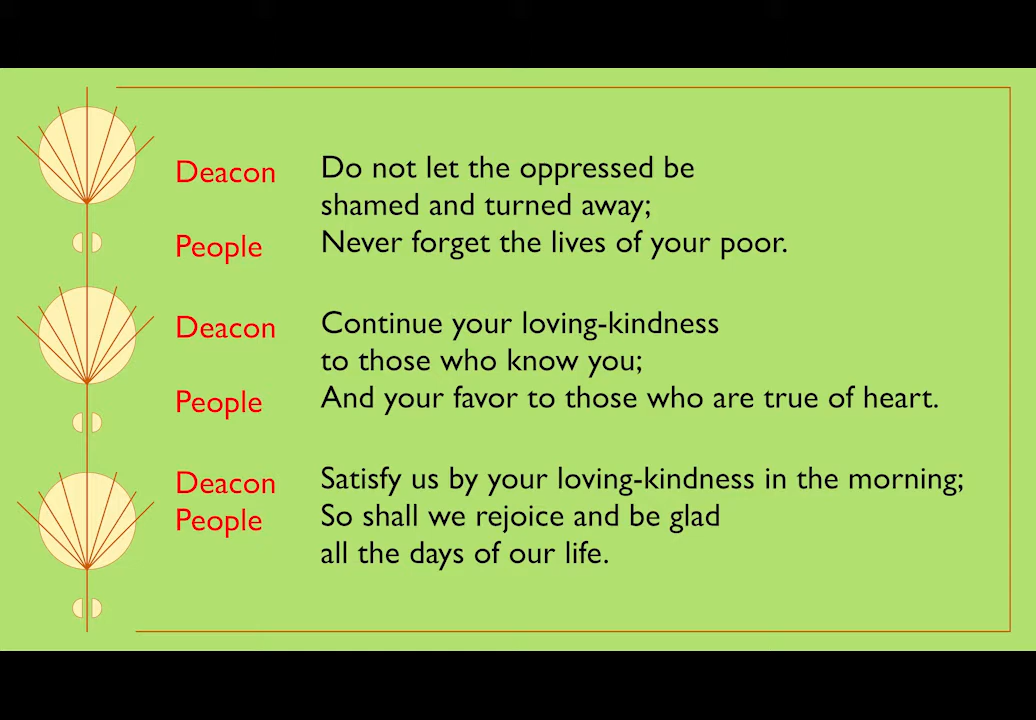 Deacon Do not let the oppressed be
shamed and turned away;
People Never forget the lives of your poor.
Deacon Continue your loving-kindness
to those who know you;
People And your favor to those who are true of heart.
Deacon Satisfy us by your loving-kindness in the morning;
People So shall we rejoice and be glad
all the days of our life.